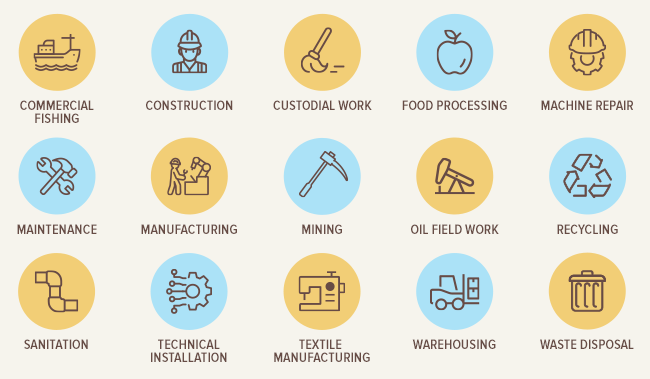 COMMERCIAL
FISHING
CONSTRUCTION
CUSTODIAL WORK
FOOD PROCESSING
MACHINE REPAIR
MAINTENANCE
MANUFACTURING
MINING
OIL FIELD WORK
RECYCLING
SANITATION
TECHNICAL
INSTALLATION
TEXTILE
MANUFACTURING
WAREHOUSING
WASTE DISPOSAL